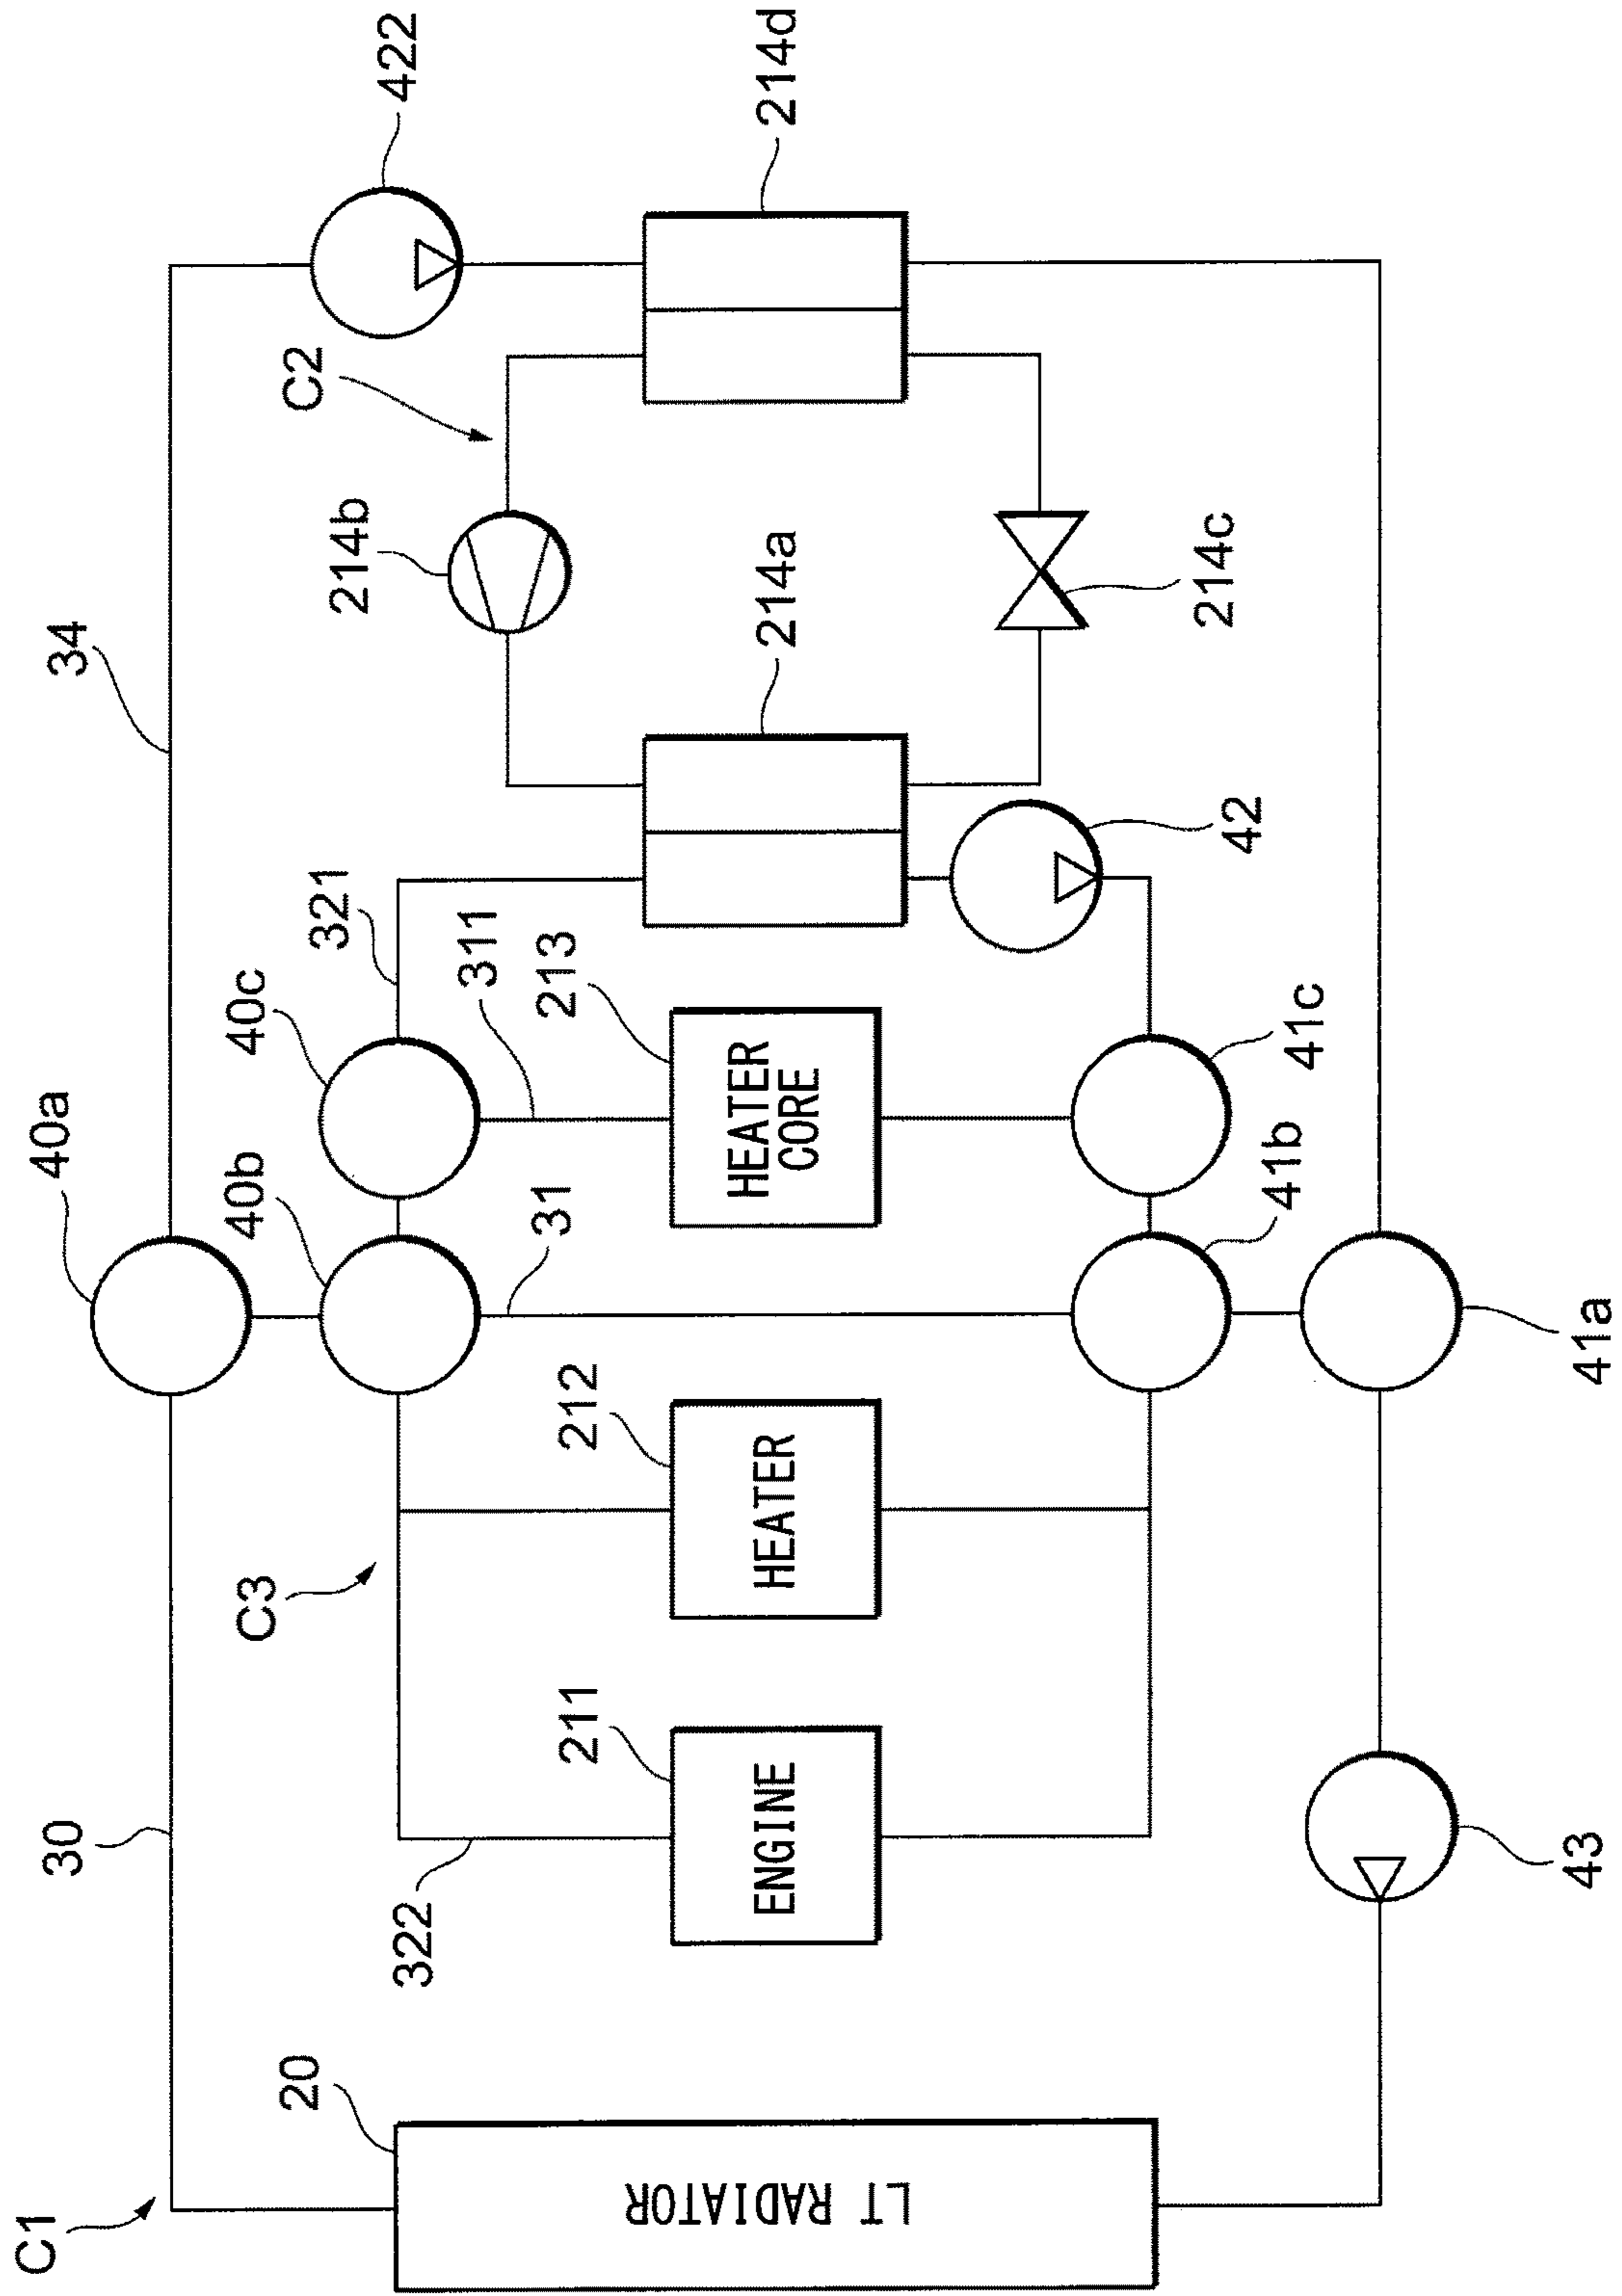 C1
30
40a
34
422
20
322
C3
40b
40c
321
214b
C2
211
212
31
311
213
214a
214d
LT RADIATOR
ENGINE
HEATER
HEATER
CORE
43
41a
41b
41c
42
214c